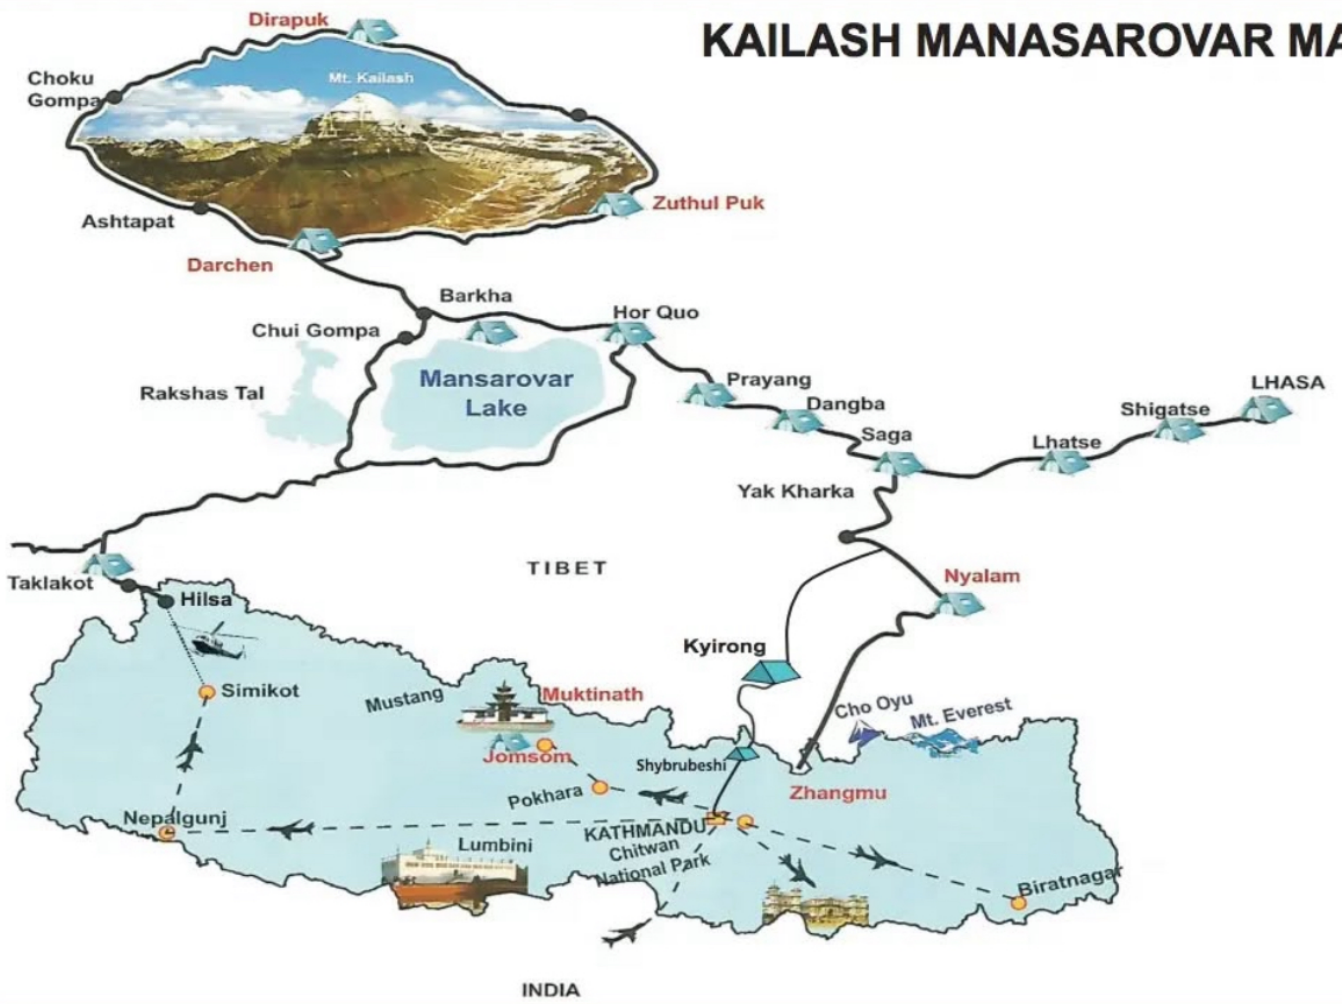 KAILASH MANASAROVAR MA
Dirapuk
Mt. Kailash
Choku
Gompa
Zuthul Puk
Ashtapat
Darchen
Barkha
Hor Quo
Chui Gompa
Mansarovar
Lake
Rakshas Tal
Prayang
Dangba
Saga
LHASA
Shigatse
Lhatse
Yak Kharka
TIBET
Nyalam
Taklakot
Hilsa
Kyirong
Simikot
Mustang
Muktinath
Cho Oyu
Mt. Everest
Jomsom
Shybrubeshi
Pokhara
Zhangmu
Nepalgunj
KATHMANDU
Chitwan
National Park
Lumbini
Biratnagar
INDIA